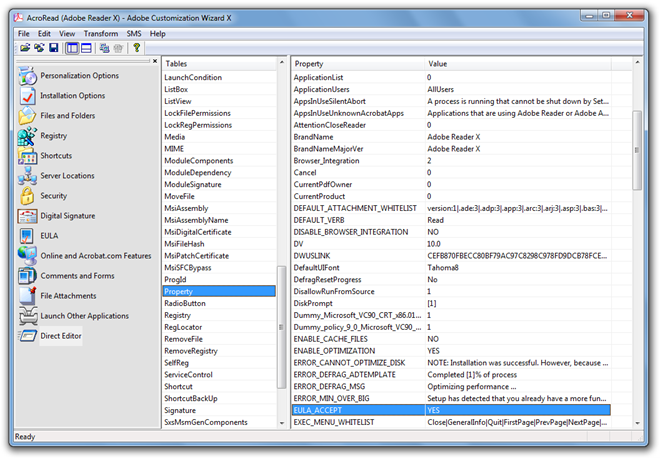 AcroRead (Adobe Reader X) - Adobe Customization Wizard X
File Edit View Transform SMS Help
Personalization Options
Installation Options
Files and Folders
Registry
Shortcuts
Server Locations
Security
Digital Signature
EULA
Online and Acrobat.com Features
Comments and Forms
File Attachments
Launch Other Applications
Direct Editor
Tables
LaunchCondition
ListBox
ListView
LockFilePermissions
LockRegPermissions
Media
MIME
ModuleComponents
ModuleDependency
ModuleSignature
MoveFile
MsiAssembly
MsiAssemblyName
MsiDigitalCertificate
MsiFileHash
MsiPatchCertificate
MsiSFCBypass
ProgId
Property
RadioButton
Registry
RegLocator
RemoveFile
RemoveRegistry
SelfReg
ServiceControl
Shortcut
ShortcutBackUp
Signature
SxsMsmGenComponents
Property Value
ApplicationList 0
ApplicationUsers AllUsers
AppsInUseSilentAbort A process is running that cannot be shut down by Set...
AppsInUseUnknownAcrobatApps Applications that are using Adobe Reader or Adobe A...
AttentionCloseReader 0
BrandName Adobe Reader X
BrandNameMajorVer Adobe Reader X
Browser_Integration 2
Cancel 0
CurrentPdfOwner 0
CurrentProduct 0
DEFAULT_ATTACHMENT_WHITELIST version:1|.ade:3|.adp:3|.app:3|.arc:3|.arj:3|.asp:3|.bas:3|...
DEFAULT_VERB Read
DISABLE_BROWSER_INTEGRATION NO
DV 10.0
DWUSLINK CEFB870FBECC80BF79AC97C8298C978FD9DCB78FCE...
DefaultUIFont Tahoma8
DefragResetProgress No
DisallowRunFromSource 1
DiskPrompt [1]
Dummy_Microsoft_VC90_CRT_x86.01... 1
Dummy_policy_9_0_Microsoft_VC90_... 1
ENABLE_CACHE_FILES NO
ENABLE_OPTIMIZATION YES
ERROR_CANNOT_OPTIMIZE_DISK NOTE: Installation was successful. However, because ...
ERROR_DEFRAG_ADTEMPLATE Completed [1]% of process
ERROR_DEFRAG_MSG Optimizing performance ...
ERROR_MIN_OVER_BIG Setup has detected that you already have a more fun...
EULA_ACCEPT YES
EXEC_MENU_WHITELIST Close|GeneralInfo|Quit|FirstPage|PrevPage|NextPage|...
Ready